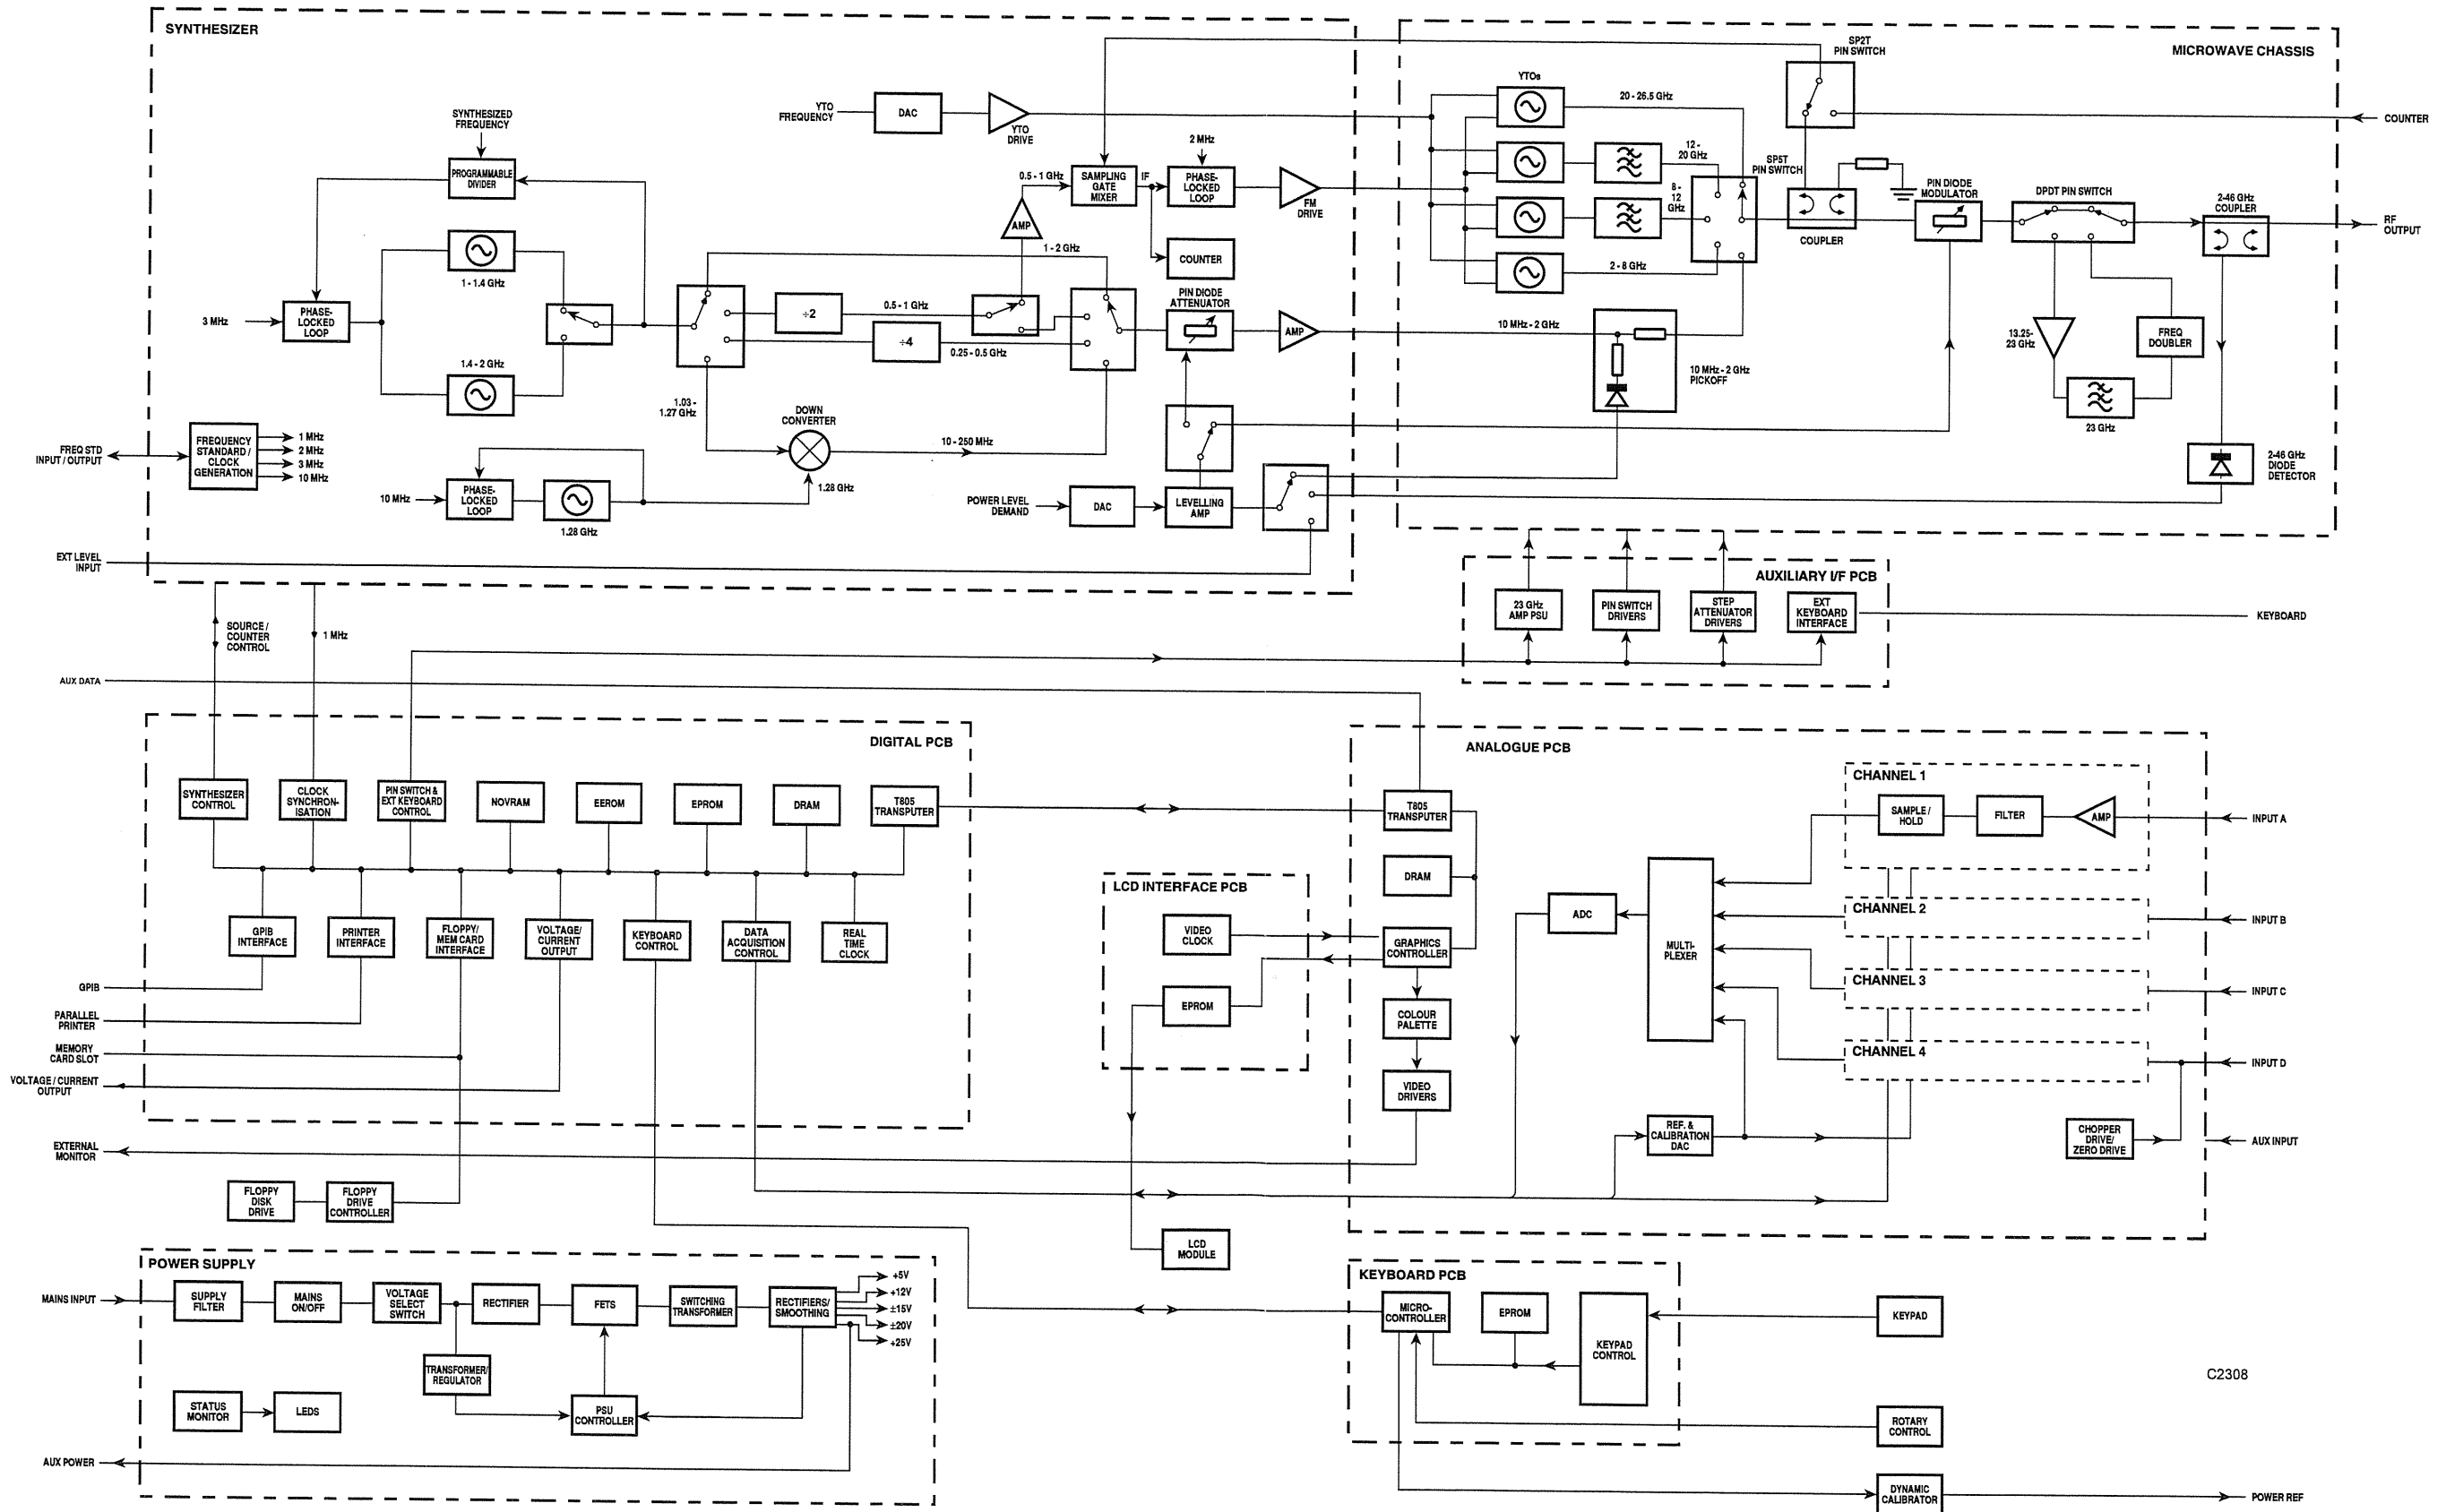 SYNTHESIZER
SYNTHESIZED
FREQUENCY
PROGRAMMABLE
DIVIDER
1 - 1.4 GHz
3 MHz
PHASE-
LOCKED
LOOP
1.4 - 2 GHz
FREQ STD
INPUT / OUTPUT
FREQUENCY
STANDARD /
CLOCK
GENERATION
1 MHz
2 MHz
3 MHz
10 MHz
10 MHz
PHASE-
LOCKED
LOOP
1.28 GHz
1.03 -
1.27 GHz
DOWN
CONVERTER
1.28 GHz
10 - 250 MHz
÷2
÷4
0.5 - 1 GHz
0.25 - 0.5 GHz
1 - 2 GHz
AMP
0.5 - 1 GHz
YTO
FREQUENCY
DAC
YTO
DRIVE
SAMPLING
GATE
MIXER
IF
2 MHz
PHASE-
LOCKED
LOOP
FM
DRIVE
COUNTER
PIN DIODE
ATTENUATOR
AMP
POWER LEVEL
DEMAND
DAC
LEVELLING
AMP
EXT LEVEL
INPUT
MICROWAVE CHASSIS
SP2T
PIN SWITCH
YTOs
20 - 26.5 GHz
12 -
20 GHz
8 -
12
GHz
2 - 8 GHz
SP5T
PIN SWITCH
COUPLER
PIN DIODE
MODULATOR
DPDT PIN SWITCH
2-46 GHz
COUPLER
COUNTER
RF
OUTPUT
10 MHz - 2 GHz
10 MHz - 2 GHz
PICKOFF
13.25-
23 GHz
FREQ
DOUBLER
23 GHz
2-46 GHz
DIODE
DETECTOR
AUXILIARY I/F PCB
23 GHz
AMP PSU
PIN SWITCH
DRIVERS
STEP
ATTENUATOR
DRIVERS
EXT
KEYBOARD
INTERFACE
KEYBOARD
SOURCE /
COUNTER
CONTROL
1 MHz
AUX DATA
DIGITAL PCB
SYNTHESIZER
CONTROL
CLOCK
SYNCHRON-
ISATION
PIN SWITCH &
EXT KEYBOARD
CONTROL
NOVRAM
EEROM
EPROM
DRAM
T805
TRANSPUTER
GPIB
INTERFACE
PRINTER
INTERFACE
FLOPPY/
MEM CARD
INTERFACE
VOLTAGE/
CURRENT
OUTPUT
KEYBOARD
CONTROL
DATA
ACQUISITION
CONTROL
REAL
TIME
CLOCK
GPIB
PARALLEL
PRINTER
MEMORY
CARD SLOT
VOLTAGE / CURRENT
OUTPUT
EXTERNAL
MONITOR
FLOPPY
DISK
DRIVE
FLOPPY
DRIVE
CONTROLLER
LCD INTERFACE PCB
VIDEO
CLOCK
EPROM
LCD
MODULE
ANALOGUE PCB
T805
TRANSPUTER
DRAM
GRAPHICS
CONTROLLER
COLOUR
PALETTE
VIDEO
DRIVERS
ADC
MULTI-
PLEXER
CHANNEL 1
SAMPLE /
HOLD
FILTER
AMP
CHANNEL 2
CHANNEL 3
CHANNEL 4
REF. &
CALIBRATION
DAC
CHOPPER
DRIVE/
ZERO DRIVE
INPUT A
INPUT B
INPUT C
INPUT D
AUX INPUT
POWER SUPPLY
MAINS INPUT
SUPPLY
FILTER
MAINS
ON/OFF
VOLTAGE
SELECT
SWITCH
RECTIFIER
FETS
SWITCHING
TRANSFORMER
RECTIFIERS/
SMOOTHING
+5V
+12V
±15V
±20V
+25V
TRANSFORMER/
REGULATOR
PSU
CONTROLLER
STATUS
MONITOR
LEDS
AUX POWER
KEYBOARD PCB
MICRO-
CONTROLLER
EPROM
KEYPAD
CONTROL
KEYPAD
ROTARY
CONTROL
DYNAMIC
CALIBRATOR
POWER REF
C2308